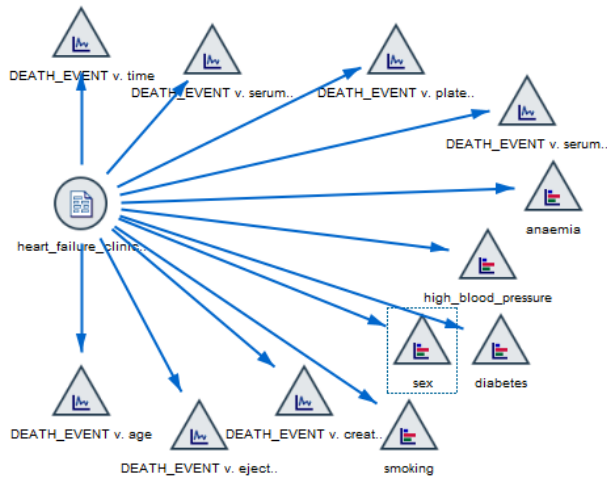 DEATH_EVENT v. time
DEATH_EVENT v. serum..
DEATH_EVENT v. plate..
DEATH_EVENT v. serum..
anaemia
heart_failure_clinic..
high_blood_pressure
sex
diabetes
DEATH_EVENT v. age
DEATH_EVENT v. creat..
DEATH_EVENT v. eject..
smoking